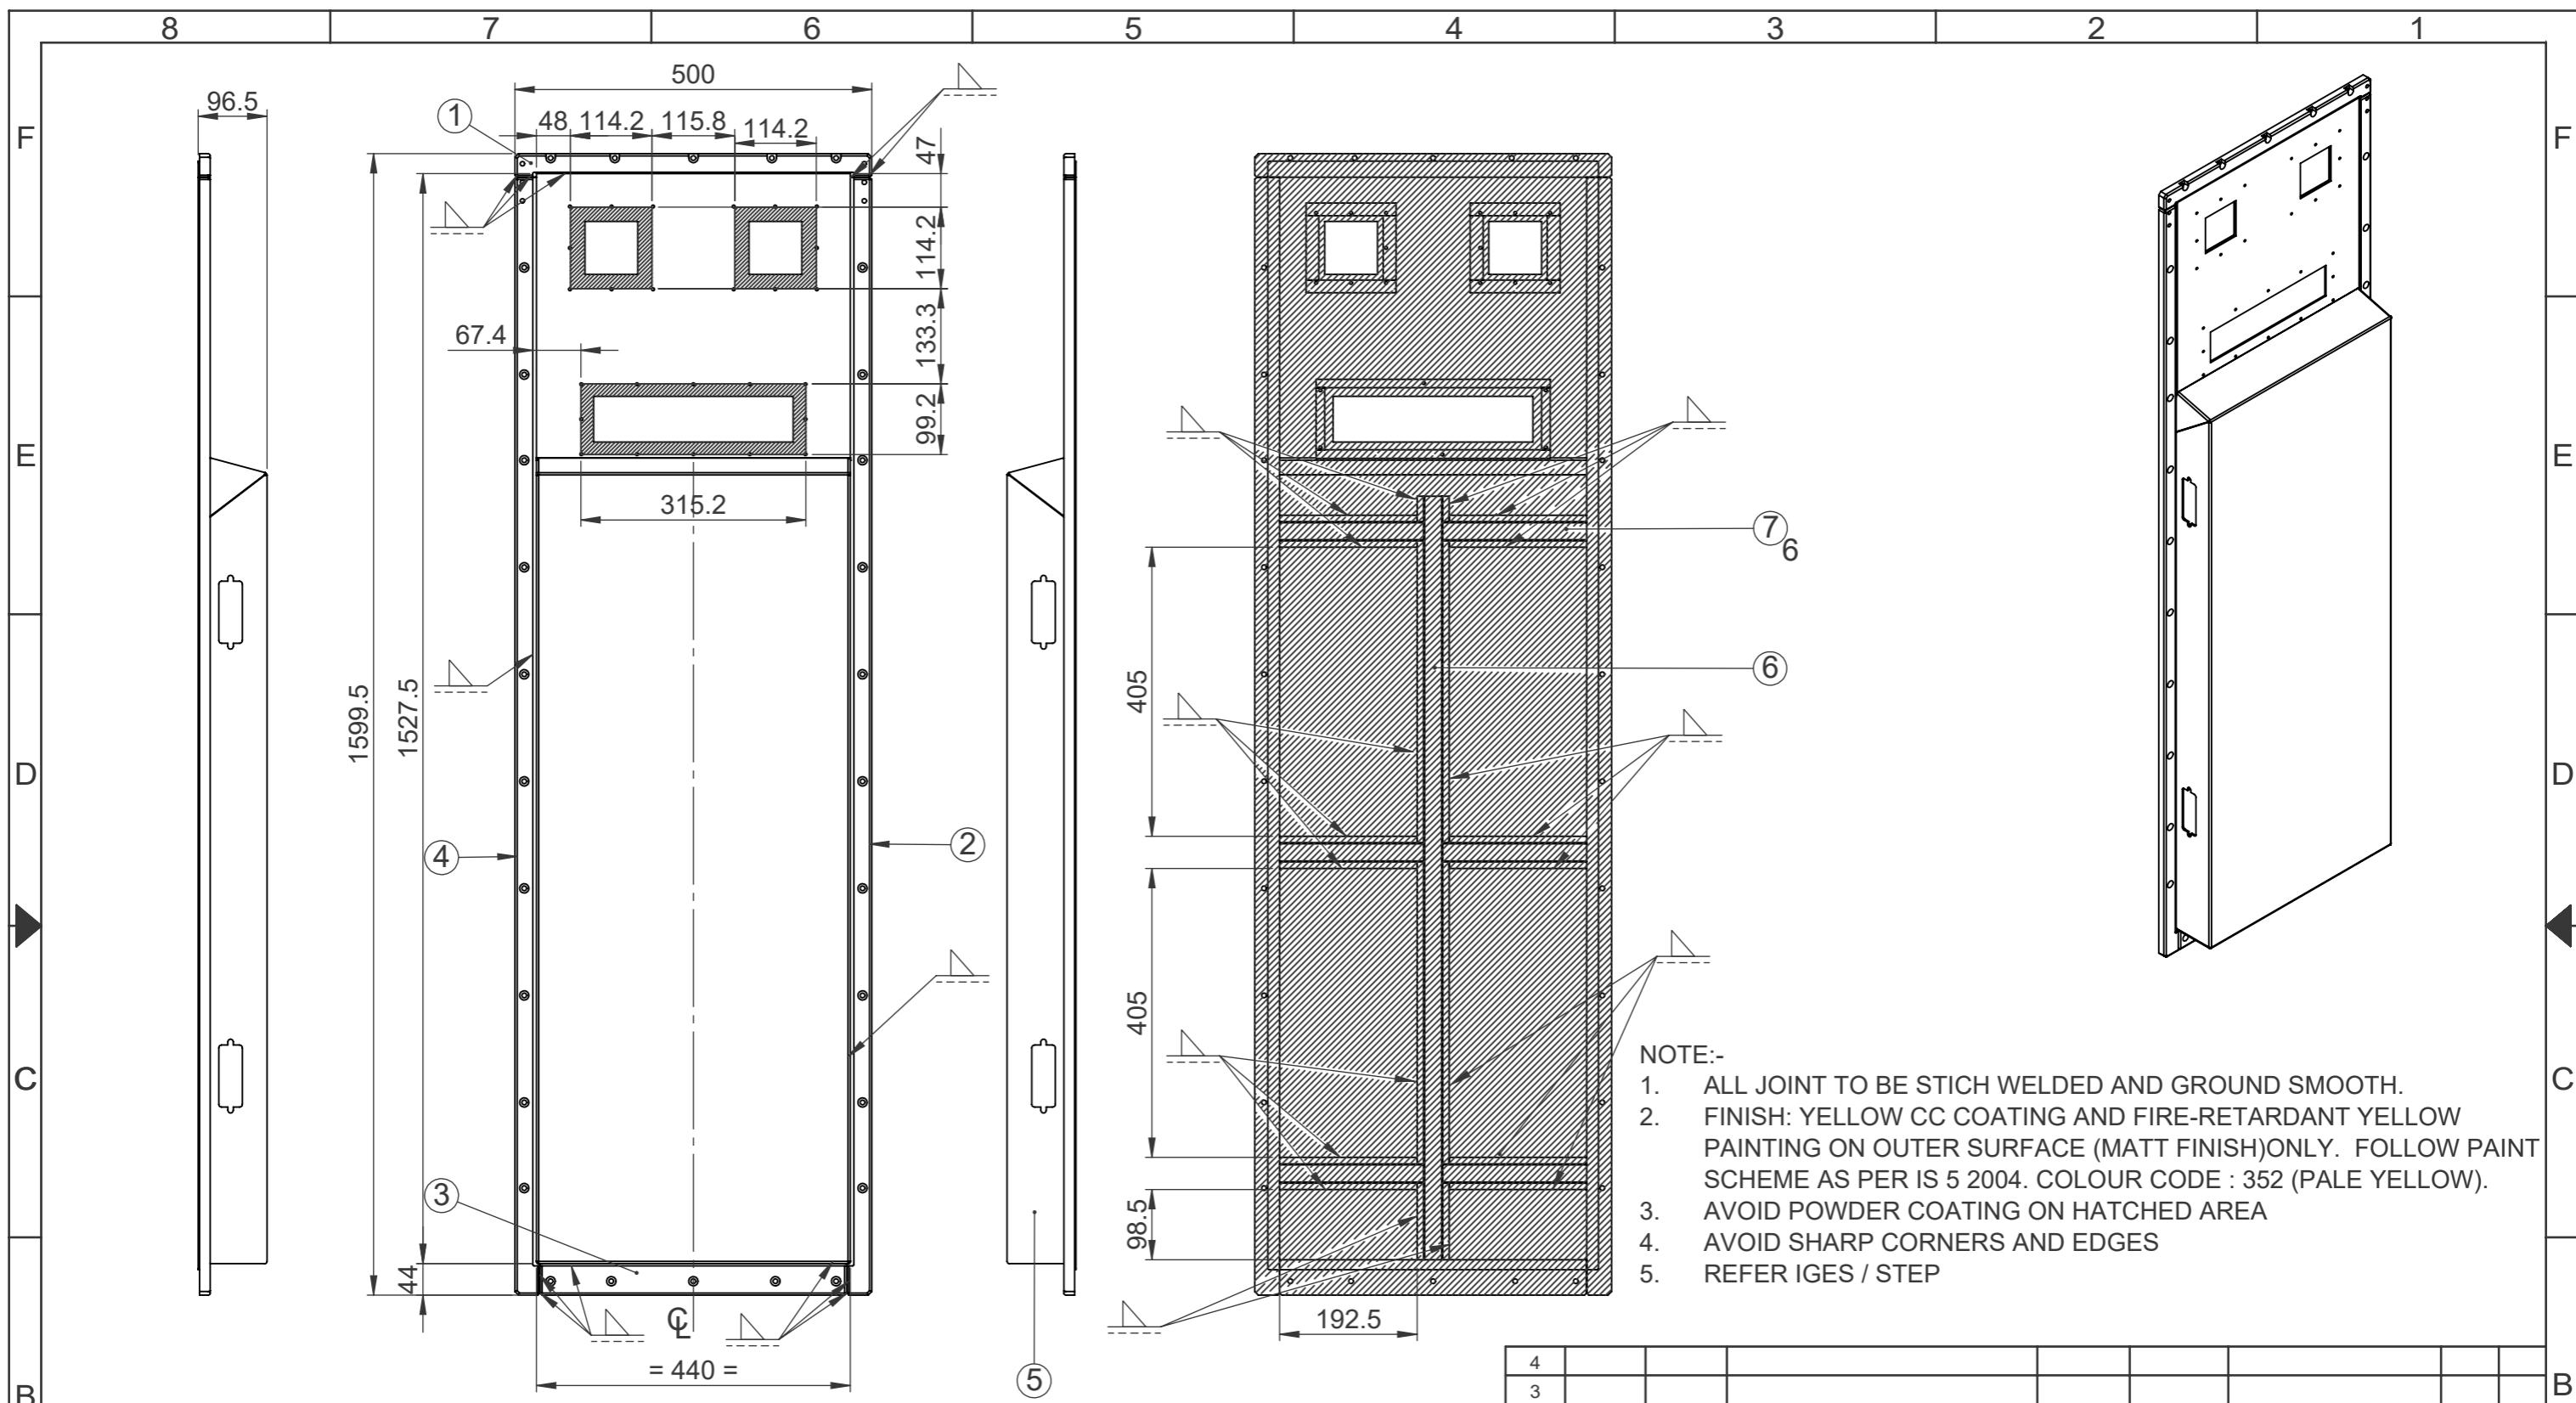 8 7 6 5 4 3 2 1
F F
E E
D D
C C
B B
96.5
500
48 114.2 115.8 114.2
47
114.2
133.3
99.2
67.4
315.2
1599.5
1527.5
44
= 440 =
℄
1
2
3
4
5
405
405
98.5
192.5
7
6
6
NOTE:-
1. ALL JOINT TO BE STICH WELDED AND GROUND SMOOTH.
2. FINISH: YELLOW CC COATING AND FIRE-RETARDANT YELLOW
PAINTING ON OUTER SURFACE (MATT FINISH)ONLY. FOLLOW PAINT
SCHEME AS PER IS 5 2004. COLOUR CODE : 352 (PALE YELLOW).
3. AVOID POWDER COATING ON HATCHED AREA
4. AVOID SHARP CORNERS AND EDGES
5. REFER IGES / STEP
4
3